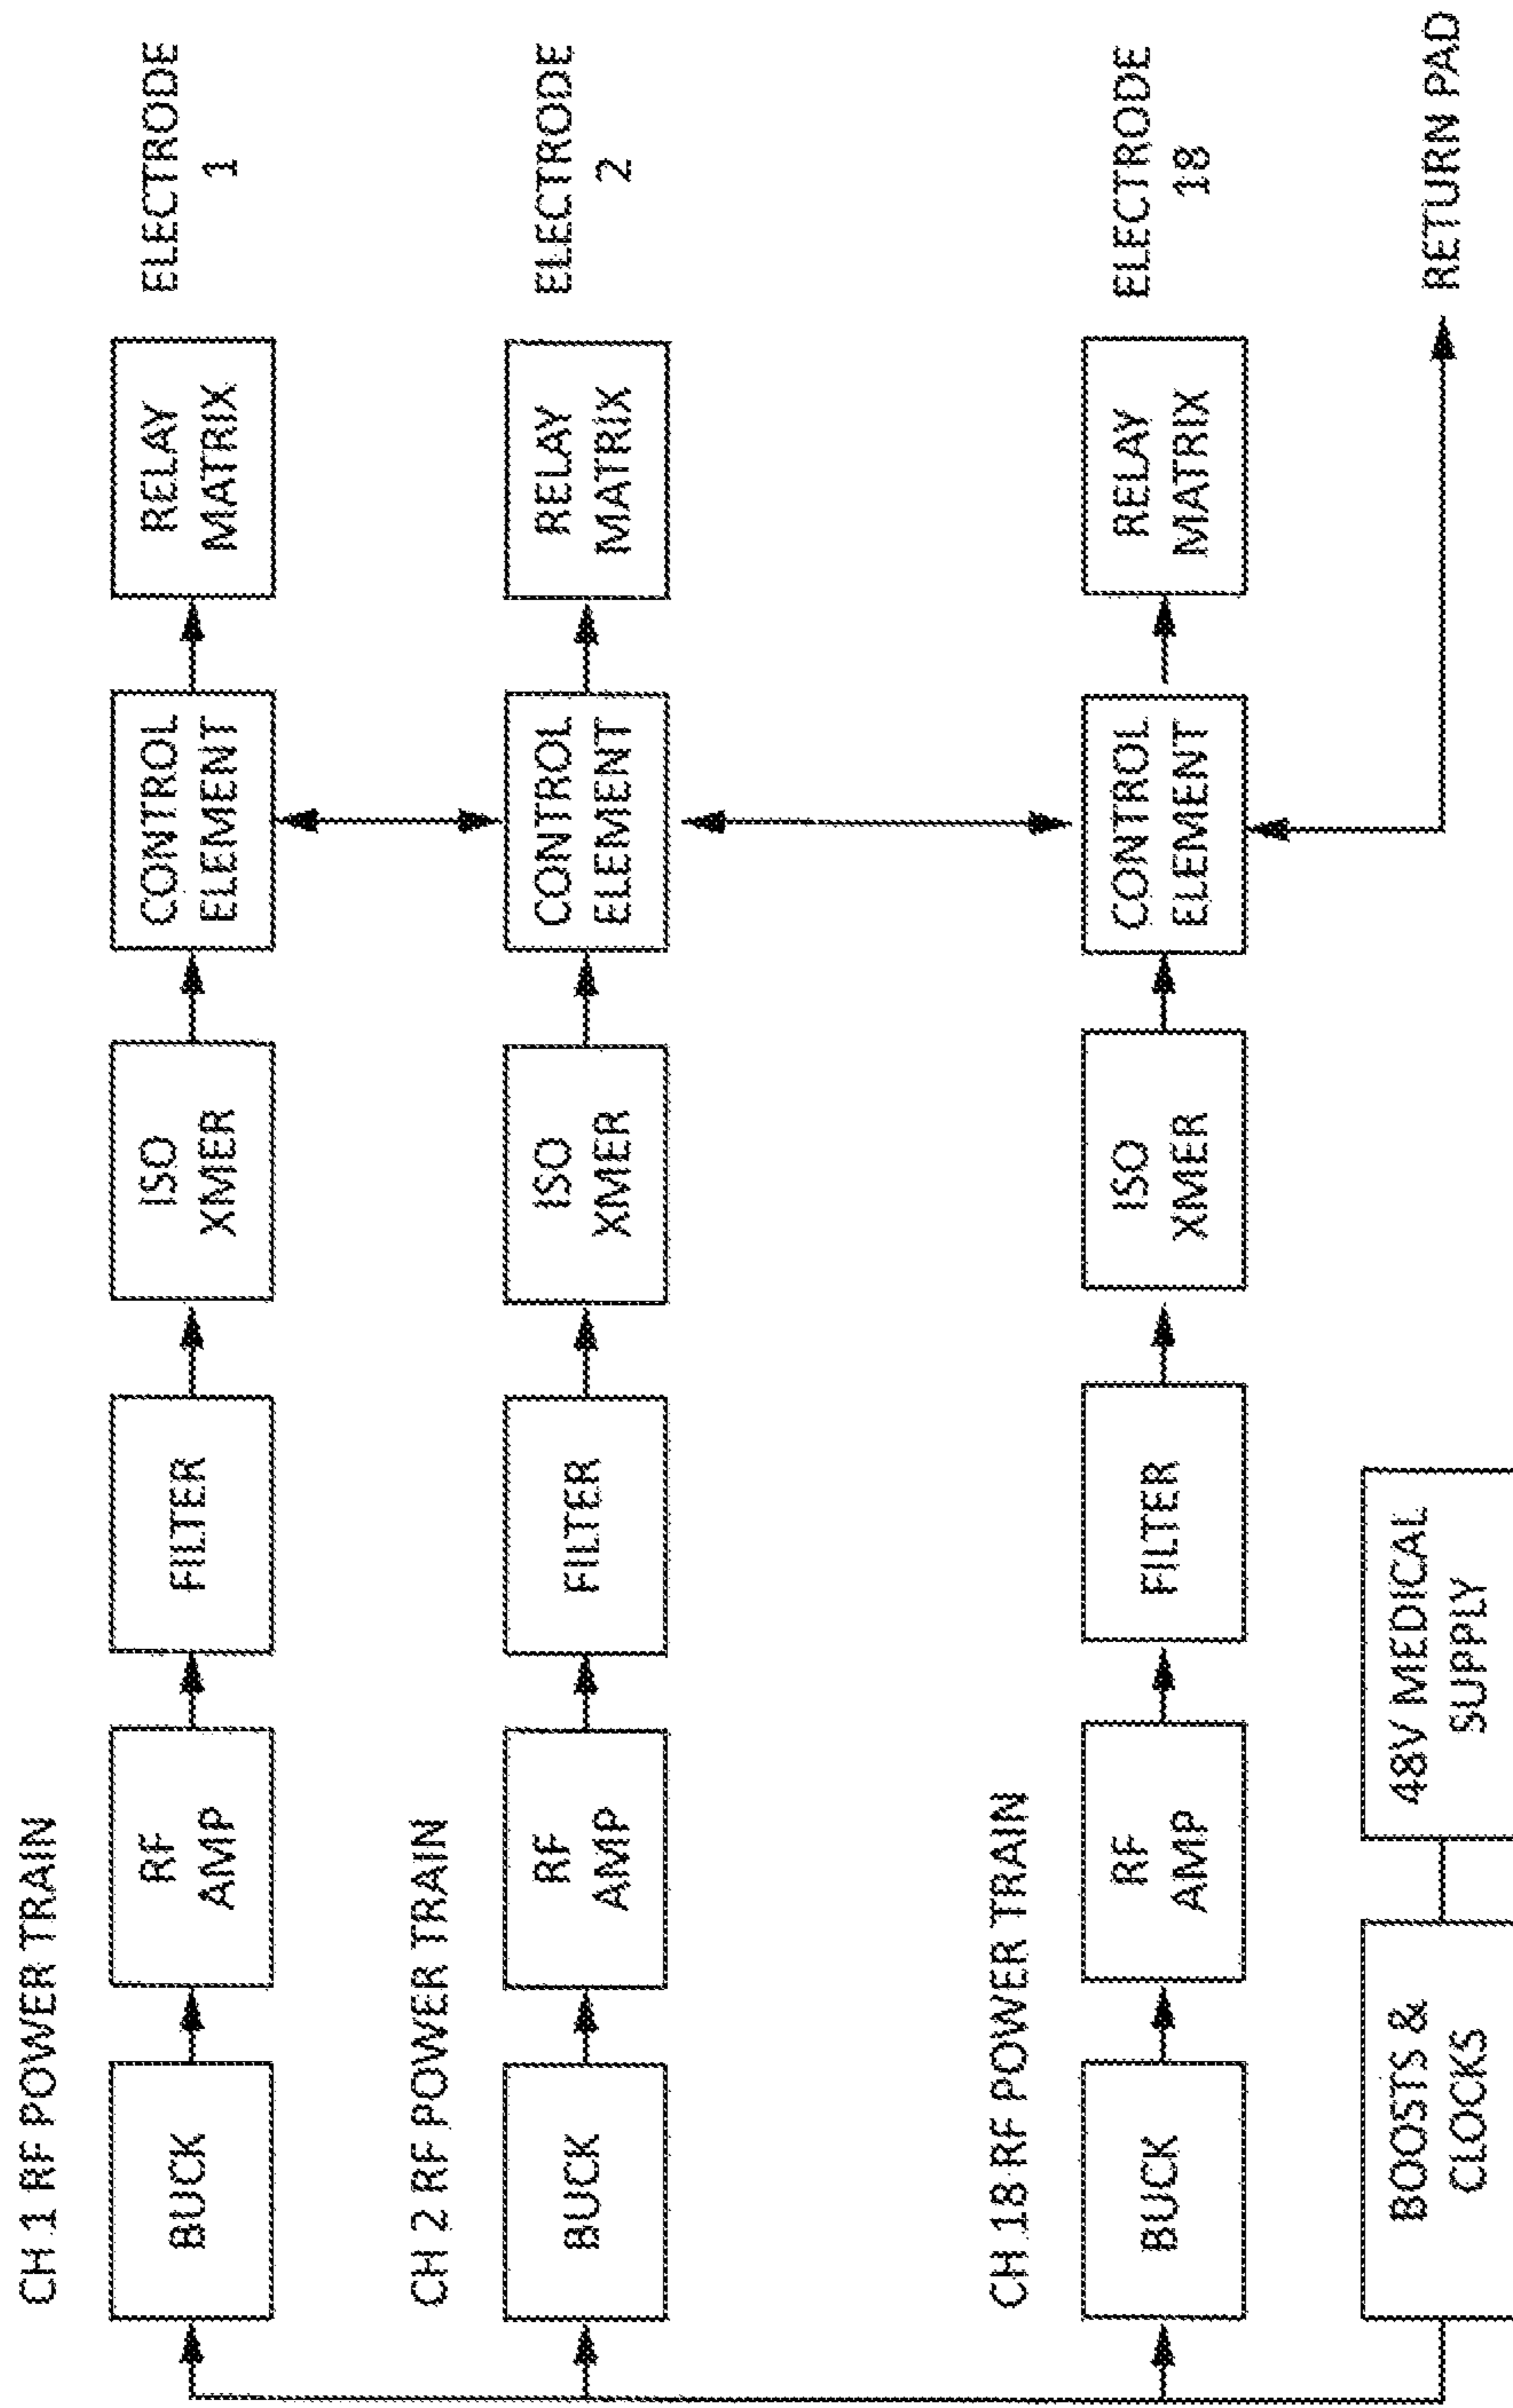 CH 1 RF POWER TRAIN
BUCK
RF
AMP
FILTER
ISO
XMER
CONTROL
ELEMENT
RELAY
MATRIX
ELECTRODE
1
CH 2 RF POWER TRAIN
BUCK
RF
AMP
FILTER
ISO
XMER
CONTROL
ELEMENT
RELAY
MATRIX
ELECTRODE
2
CH 18 RF POWER TRAIN
BUCK
RF
AMP
FILTER
ISO
XMER
CONTROL
ELEMENT
RELAY
MATRIX
ELECTRODE
18
BOOSTS &
CLOCKS
48V MEDICAL
SUPPLY
RETURN PAD